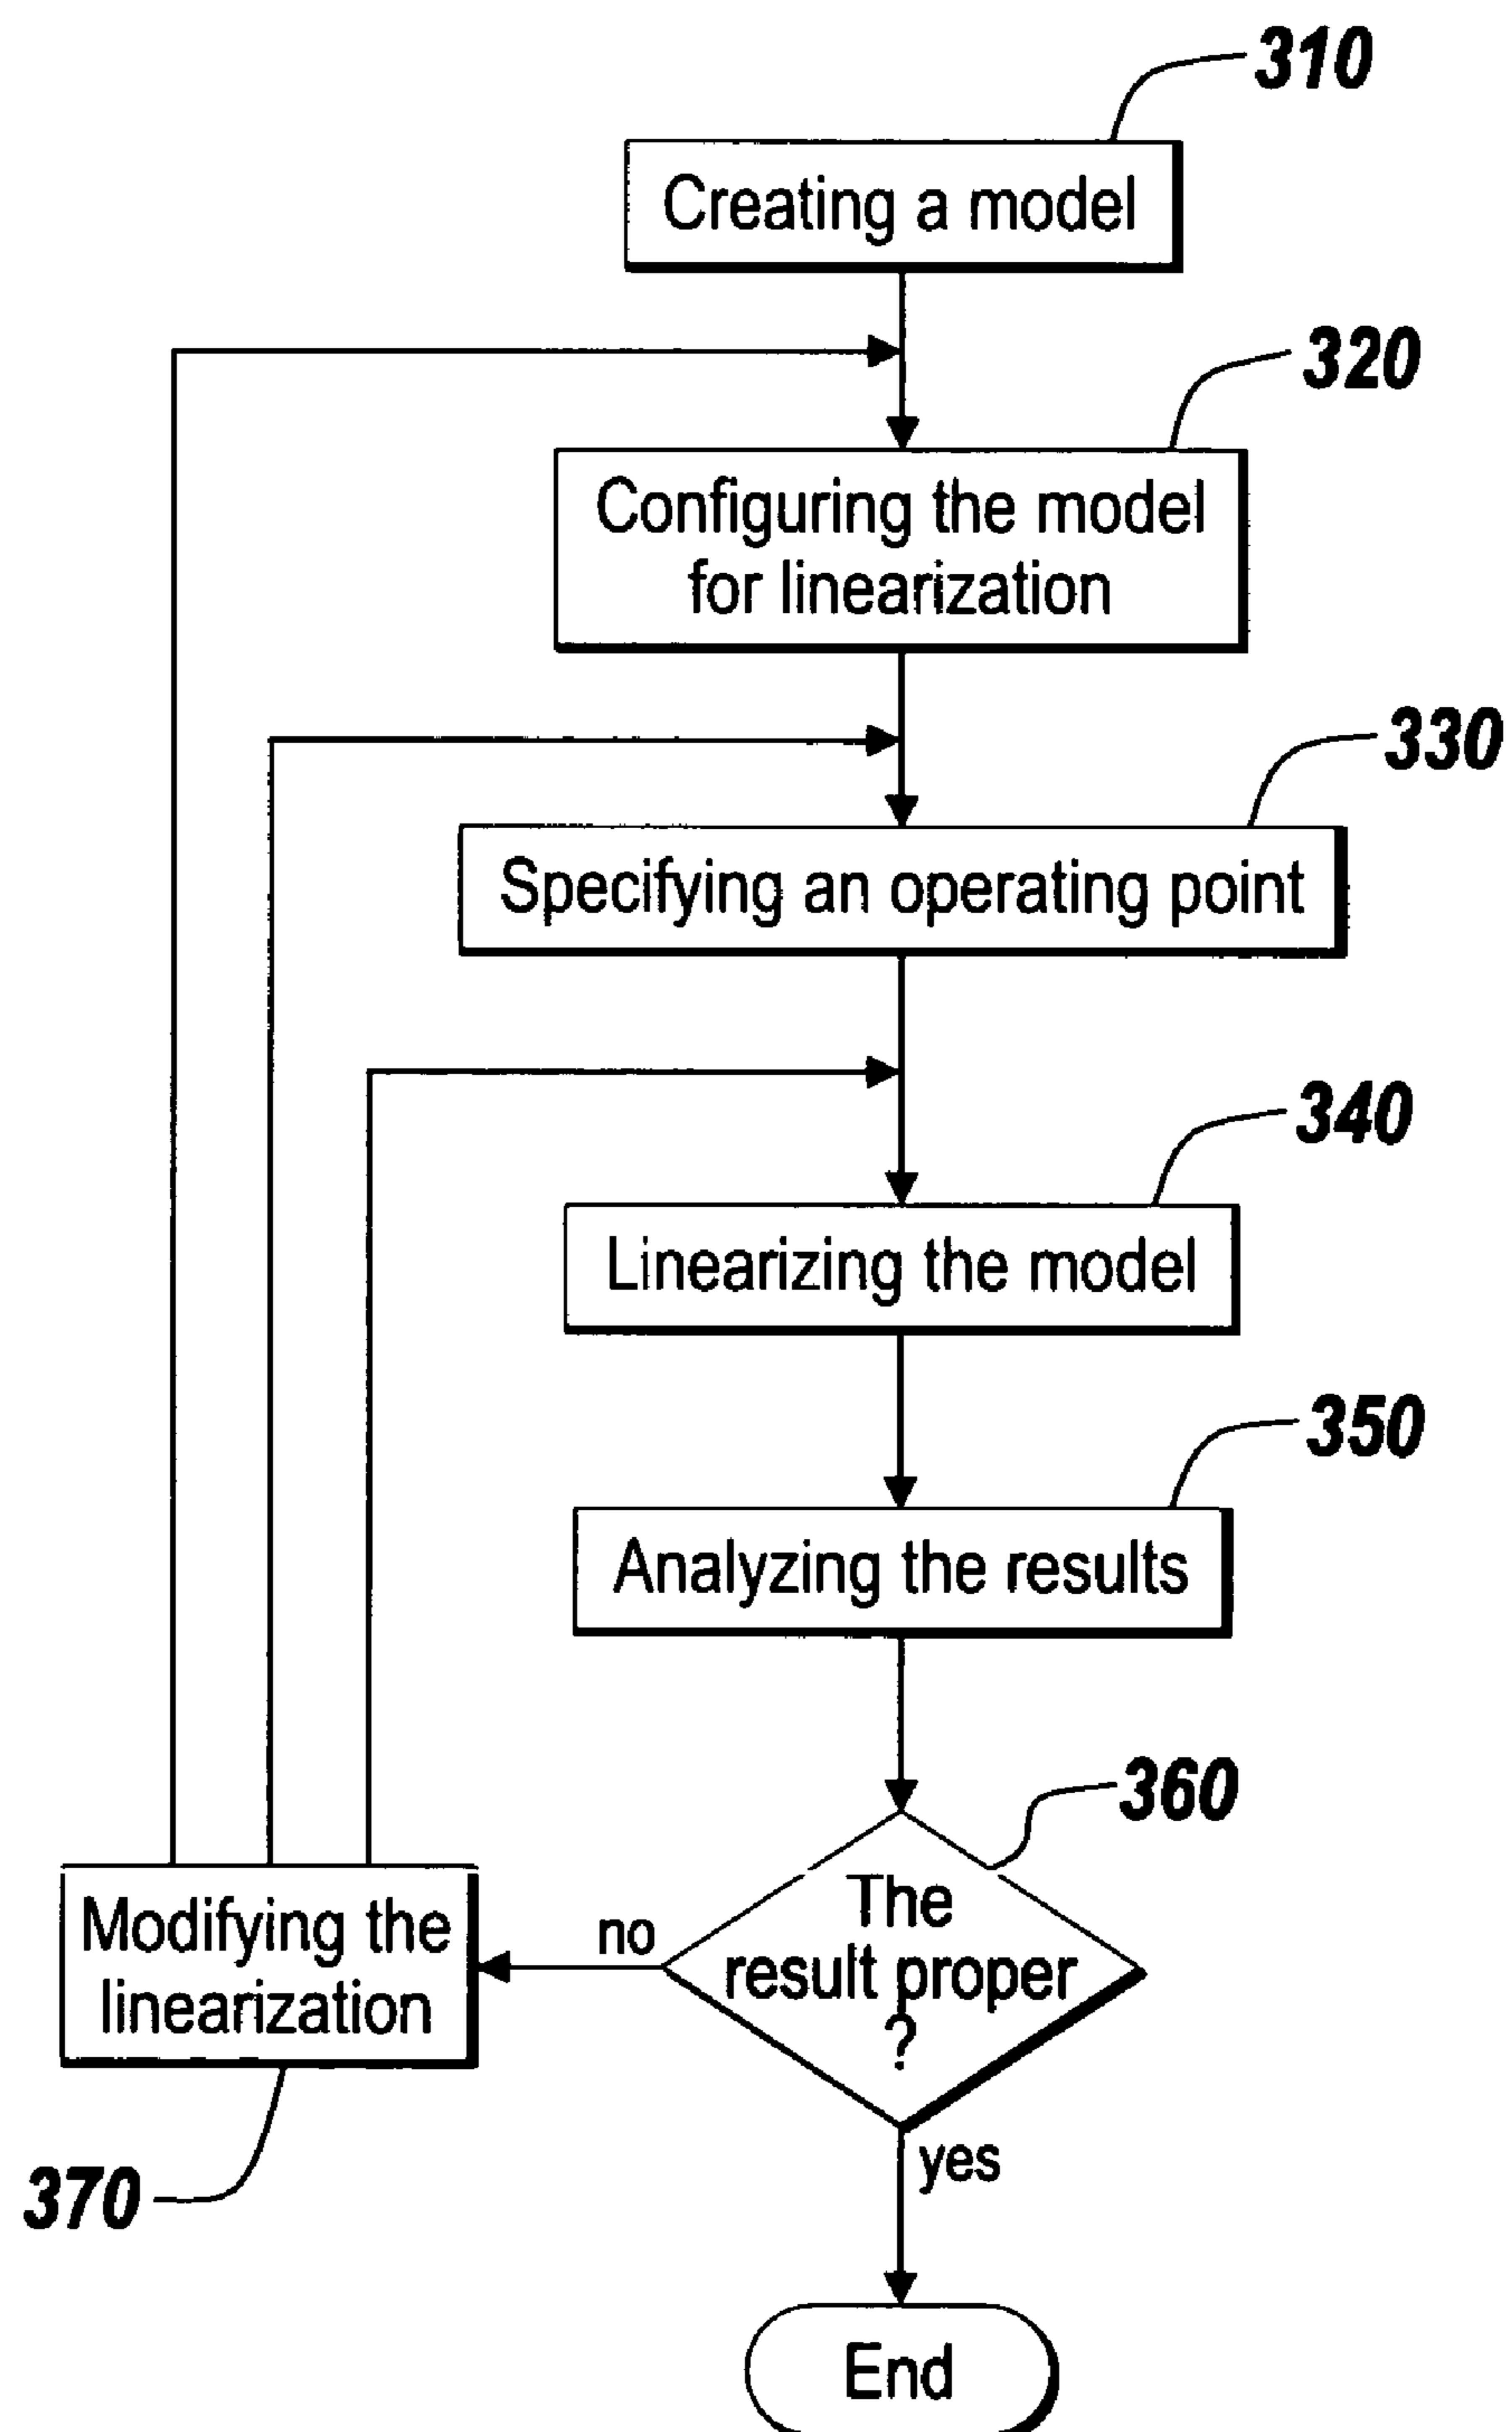 310
Creating a model
320
Configuring the model
for linearization
330
Specifying an operating point
340
Linearizing the model
350
Analyzing the results
360
The
result proper
?
no
Modifying the
linearization
370
yes
End